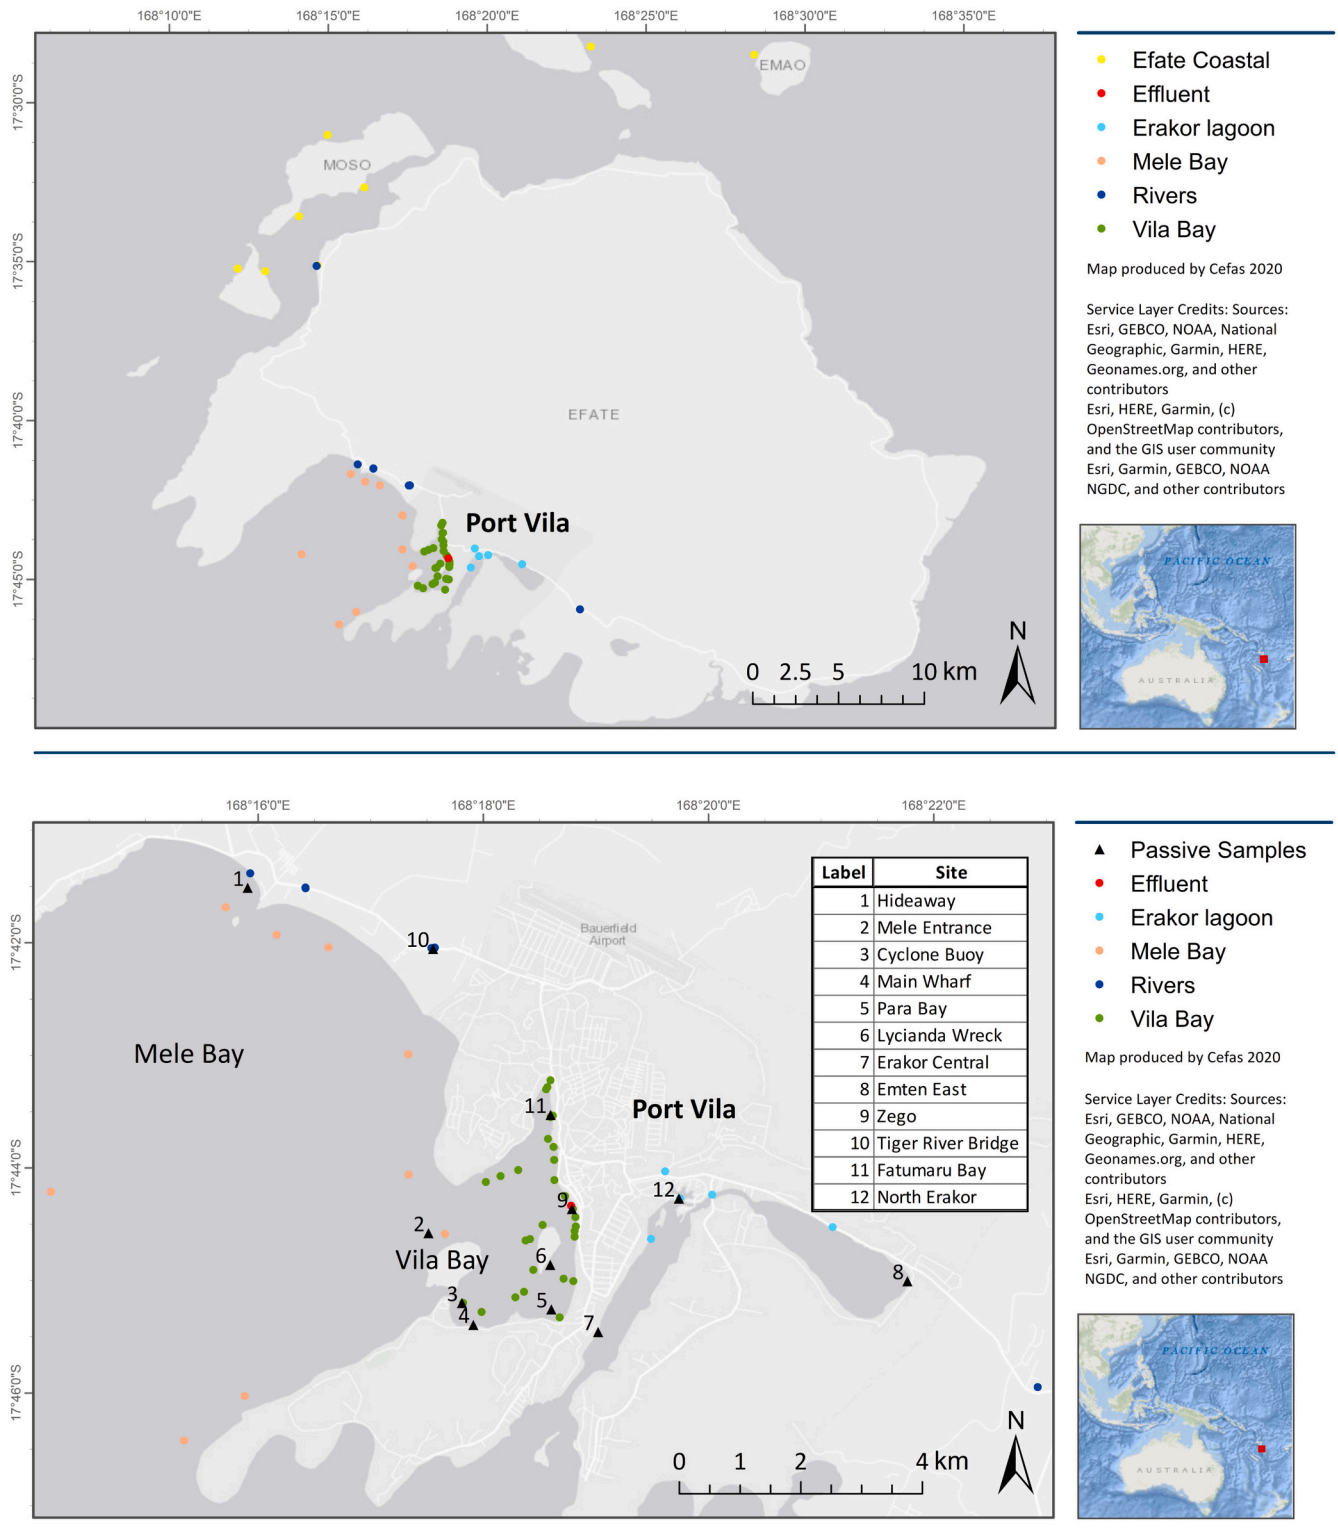 168°10'0"E 168°15'0"E 168°20'0"E 168°25'0"E 168°30'0"E 168°35'0"E
17°30'0"S
17°35'0"S
17°40'0"S
17°45'0"S
EMAO
MOSO
EFATE
Port Vila
N
0 2.5 5 10 km
Efate Coastal
Effluent
Erakor lagoon
Mele Bay
Rivers
Vila Bay
Map produced by Cefas 2020
Service Layer Credits: Sources:
Esri, GEBCO, NOAA, National
Geographic, Garmin, HERE,
Geonames.org, and other
contributors
Esri, HERE, Garmin, (c)
OpenStreetMap contributors,
and the GIS user community
Esri, Garmin, GEBCO, NOAA
NGDC, and other contributors
PACIFIC OCEAN
AUSTRALIA
168°16'0"E 168°18'0"E 168°20'0"E 168°22'0"E
17°42'0"S
17°44'0"S
17°46'0"S
1
10
Bauerfield
Airport
Mele Bay
11
Port Vila
12
9
2
Vila Bay
6
8
3
5
4
7
Label Site
1 Hideaway
2 Mele Entrance
3 Cyclone Buoy
4 Main Wharf
5 Para Bay
6 Lycianda Wreck
7 Erakor Central
8 Emten East
9 Zego
10 Tiger River Bridge
11 Fatumaru Bay
12 North Erakor
N
0 1 2 4 km
Passive Samples
Effluent
Erakor lagoon
Mele Bay
Rivers
Vila Bay
Map produced by Cefas 2020
Service Layer Credits: Sources:
Esri, GEBCO, NOAA, National
Geographic, Garmin, HERE,
Geonames.org, and other
contributors
Esri, HERE, Garmin, (c)
OpenStreetMap contributors,
and the GIS user community
Esri, Garmin, GEBCO, NOAA
NGDC, and other contributors
PACIFIC OCEAN
AUSTRALIA